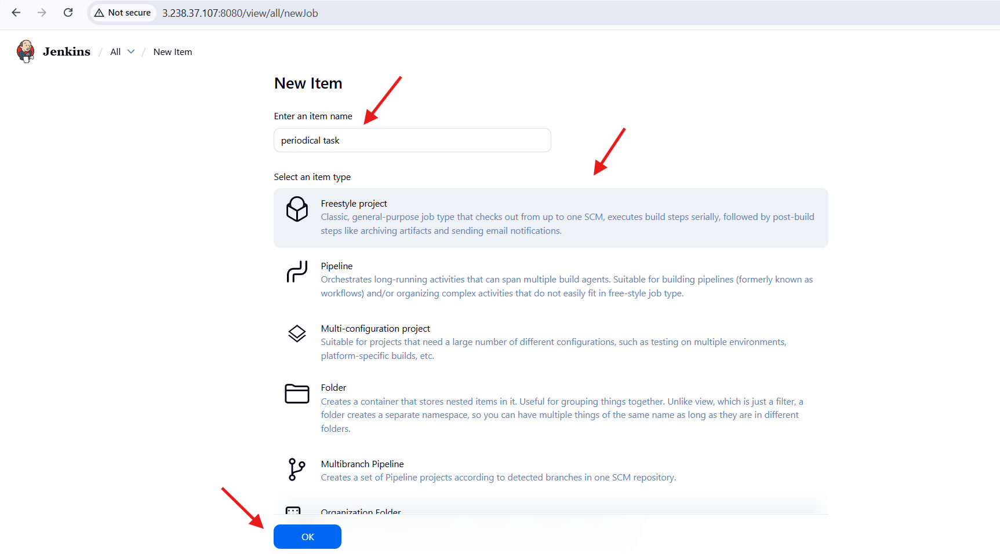 Not secure 3.238.37.107:8080/view/all/newJob
Jenkins / All / New Item
New Item
Enter an item name
periodical task
Select an item type
Freestyle project
Classic, general-purpose job type that checks out from up to one SCM, executes build steps serially, followed by post-build
steps like archiving artifacts and sending email notifications.
Pipeline
Orchestrates long-running activities that can span multiple build agents. Suitable for building pipelines (formerly known as
workflows) and/or organizing complex activities that do not easily fit in free-style job type.
Multi-configuration project
Suitable for projects that need a large number of different configurations, such as testing on multiple environments,
platform-specific builds, etc.
Folder
Creates a container that stores nested items in it. Useful for grouping things together. Unlike view, which is just a filter, a
folder creates a separate namespace, so you can have multiple things of the same name as long as they are in different
folders.
Multibranch Pipeline
Creates a set of Pipeline projects according to detected branches in one SCM repository.
Organization Folder
OK